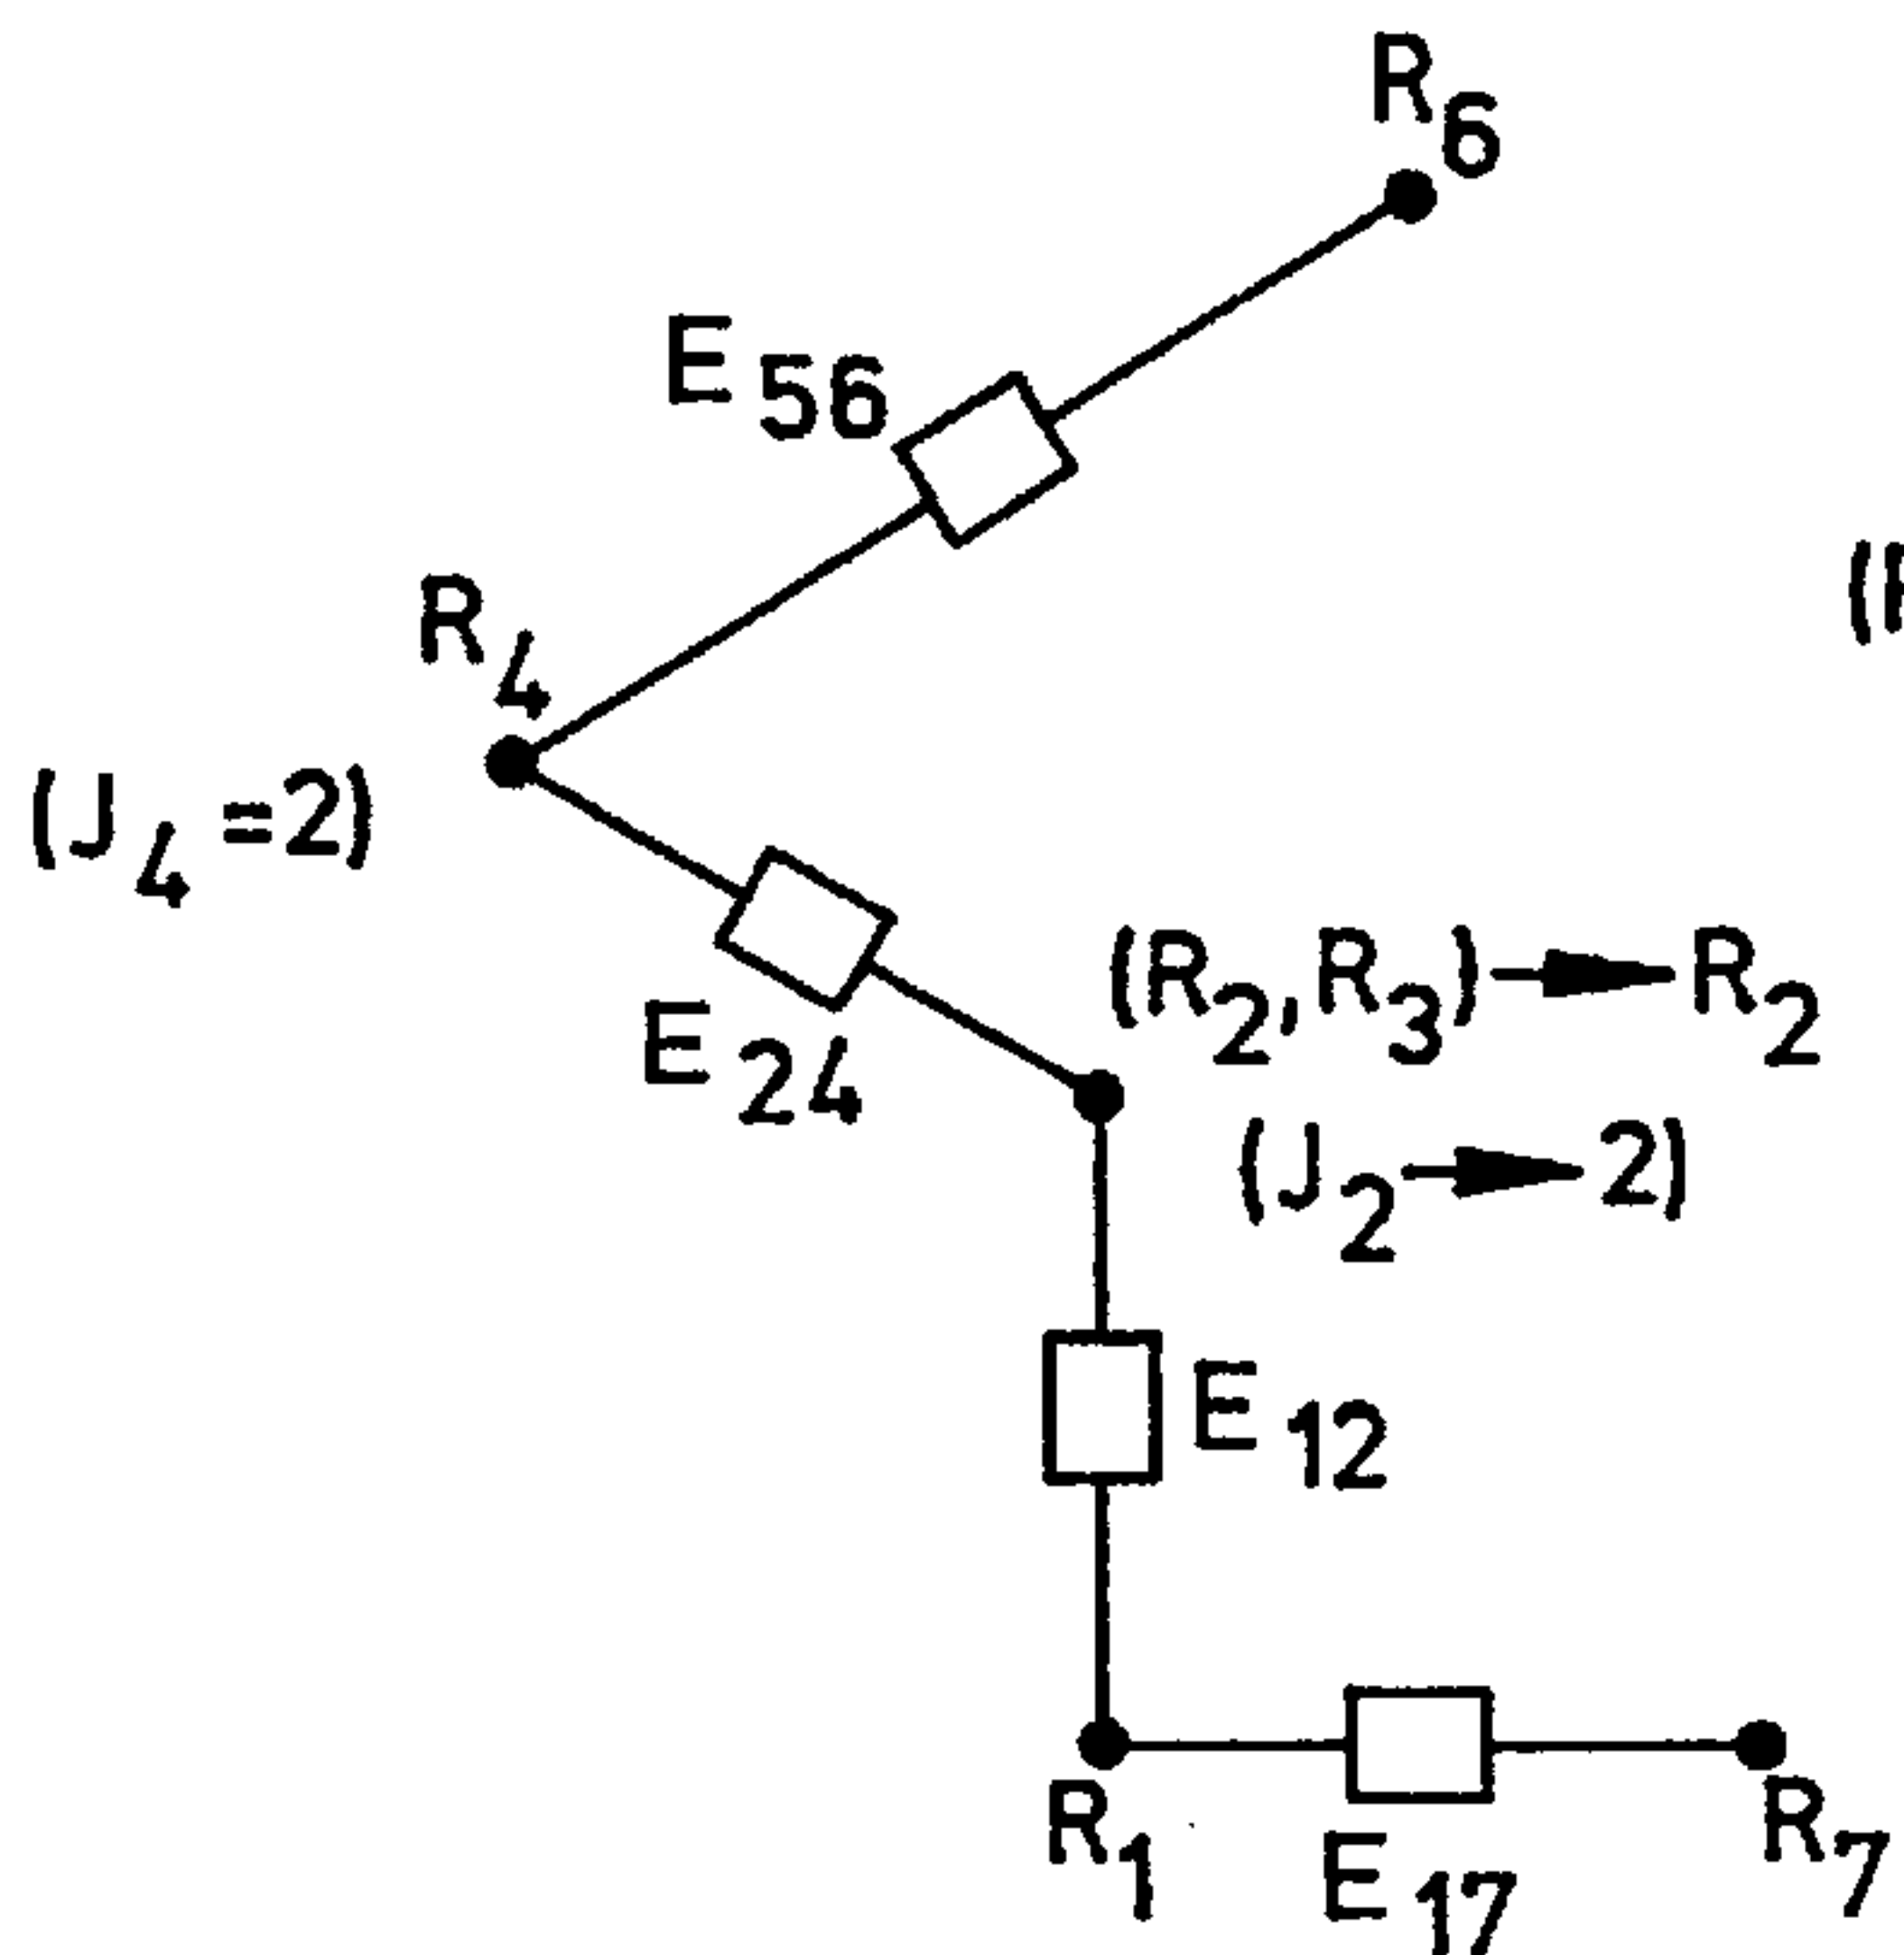 R6
E56
R4
(J4 =2)
(R2,R3) → R2
E24
(J2 → 2)
E12
R1
R7
E17